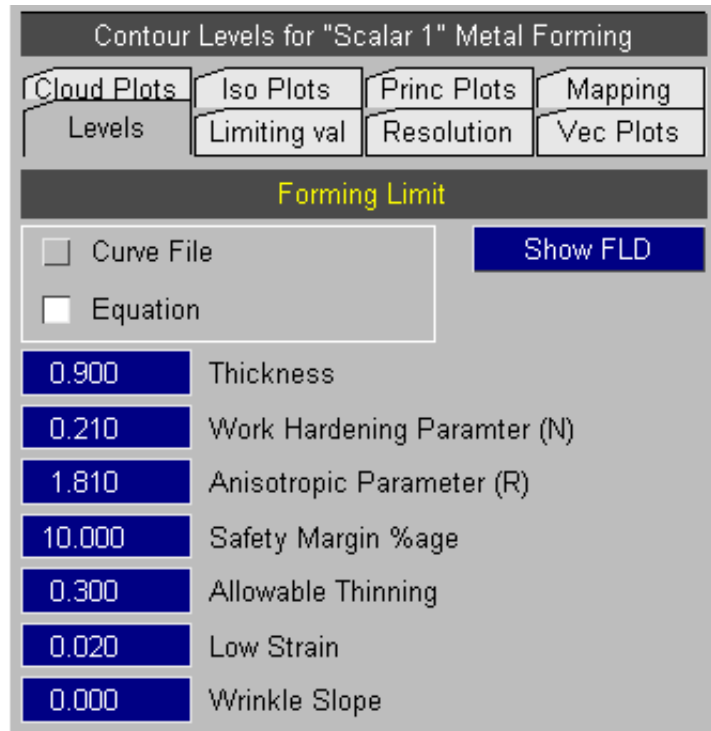 Contour Levels for "Scalar 1" Metal Forming
Cloud Plots Iso Plots Princ Plots Mapping
Levels Limiting val Resolution Vec Plots
Forming Limit
Curve File Show FLD
Equation
0.900 Thickness
0.210 Work Hardening Paramter (N)
1.810 Anisotropic Parameter (R)
10.000 Safety Margin %age
0.300 Allowable Thinning
0.020 Low Strain
0.000 Wrinkle Slope